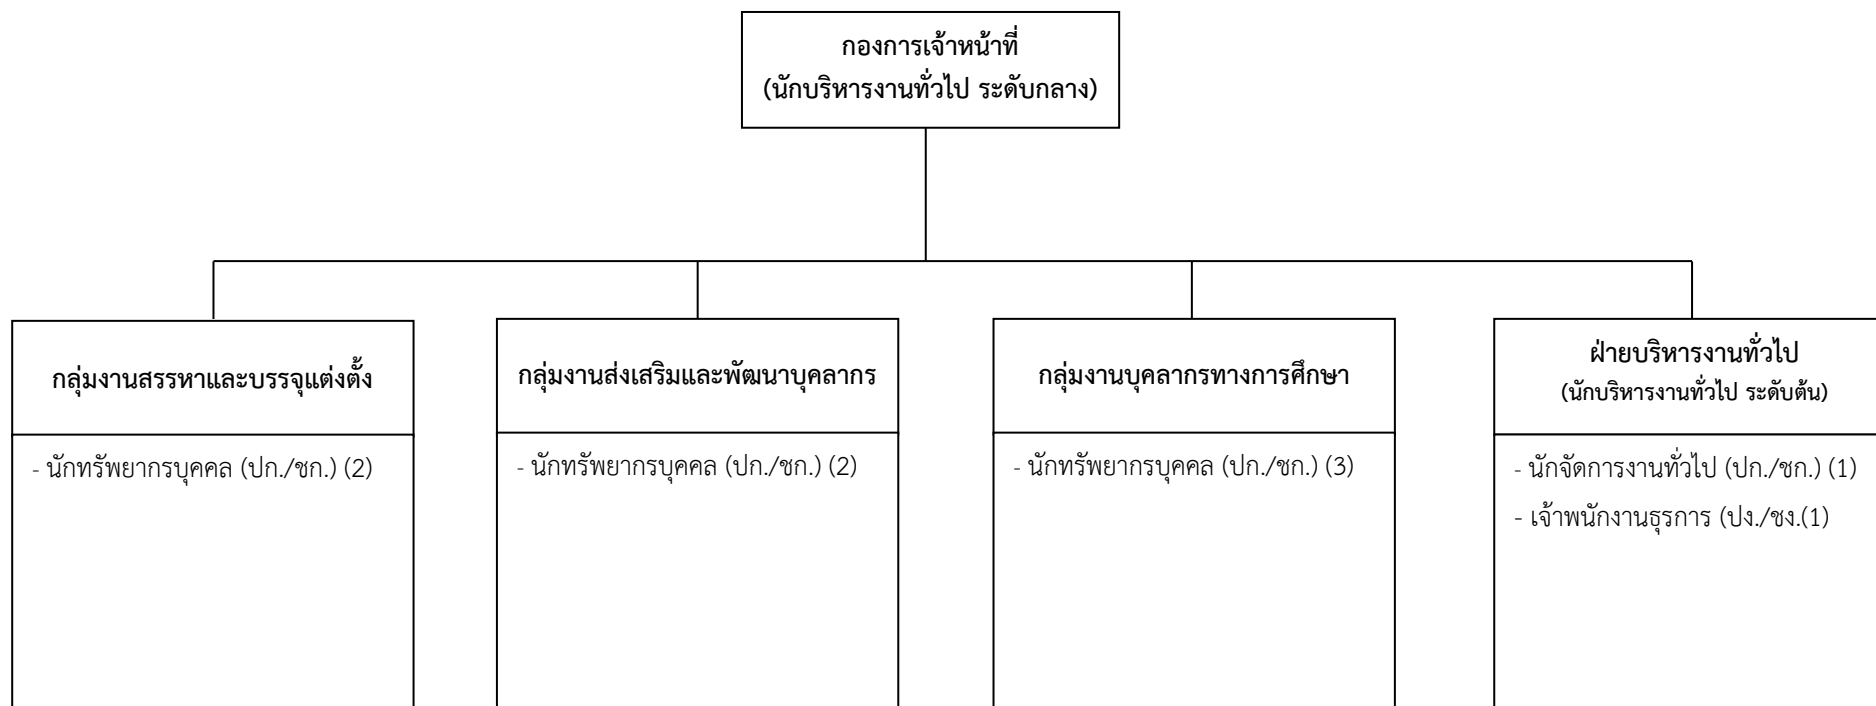 กองการเจ้าหน้าที่
(นักบริหารงานทั่วไป ระดับกลาง)
กลุ่มงานสรรหาและบรรจุแต่งตั้ง
- นักทรัพยากรบุคคล (ปก./ชก.) (2)
กลุ่มงานส่งเสริมและพัฒนาบุคลากร
- นักทรัพยากรบุคคล (ปก./ชก.) (2)
กลุ่มงานบุคลากรทางการศึกษา
- นักทรัพยากรบุคคล (ปก./ชก.) (3)
ฝ่ายบริหารงานทั่วไป
(นักบริหารงานทั่วไป ระดับต้น)
- นักจัดการงานทั่วไป (ปก./ชก.) (1)
- เจ้าพนักงานธุรการ (ปง./ชง.(1)